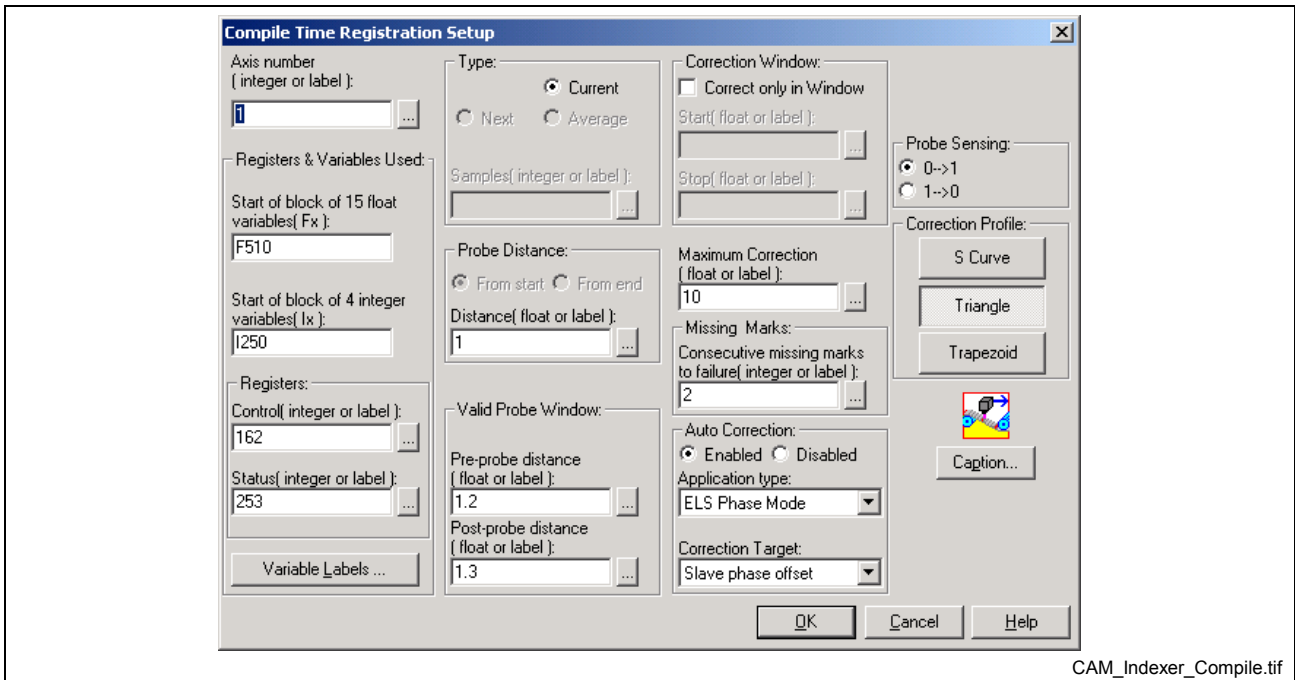 Compile Time Registration Setup
Axis number
( integer or label ):
1
...
Registers & Variables Used:
Start of block of 15 float
variables( Fx ):
F510
Start of block of 4 integer
variables( Ix ):
I250
Registers:
Control( integer or label ):
162
...
Status( integer or label ):
253
...
Variable Labels ...
Type:
Current
Next
Average
Samples( integer or label ):
...
Probe Distance:
From start
From end
Distance( float or label ):
1
...
Valid Probe Window:
Pre-probe distance
( float or label ):
1.2
...
Post-probe distance
( float or label ):
1.3
...
Correction Window:
Correct only in Window
Start( float or label ):
...
Stop( float or label ):
...
Maximum Correction
( float or label ):
10
...
Missing Marks:
Consecutive missing marks
to failure( integer or label ):
2
...
Auto Correction:
Enabled
Disabled
Application type:
ELS Phase Mode
Correction Target:
Slave phase offset
Probe Sensing:
0-->1
1-->0
Correction Profile:
S Curve
Triangle
Trapezoid
Caption...
OK
Cancel
Help
CAM_Indexer_Compile.tif